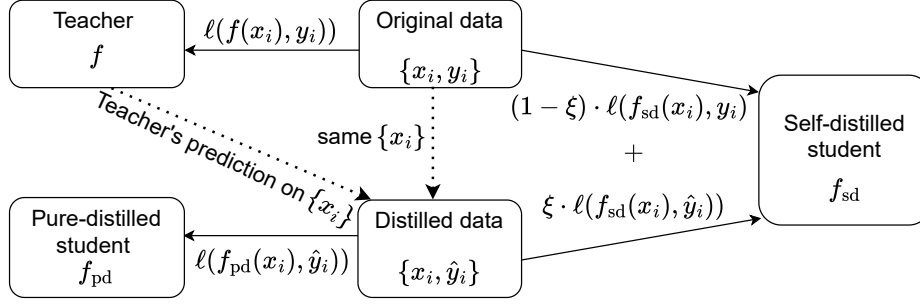 Teacher
f
ℓ(f(x_i), y_i))
Original data
{x_i, y_i}
Teacher's prediction on {x_i}
same {x_i}
(1 − ξ) · ℓ(f_sd(x_i), y_i)
+
ξ · ℓ(f_sd(x_i), ŷ_i))
Self-distilled
student
f_sd
Pure-distilled
student
f_pd
ℓ(f_pd(x_i), ŷ_i))
Distilled data
{x_i, ŷ_i}